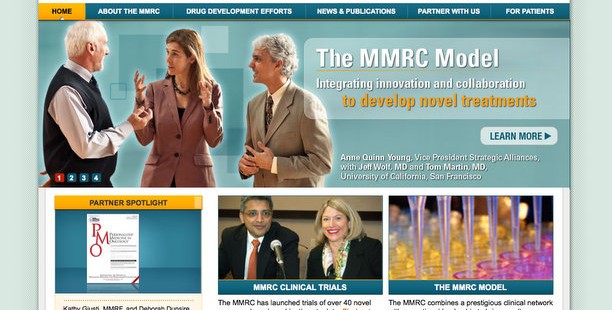 HOME
ABOUT THE MMRC
DRUG DEVELOPMENT EFFORTS
NEWS & PUBLICATIONS
PARTNER WITH US
FOR PATIENTS
The MMRC Model
Integrating innovation and collaboration
to develop novel treatments
LEARN MORE
Anne Quinn Young, Vice President Strategic Alliances,
with Jeff Wolf, MD and Tom Martin, MD,
University of California, San Francisco
1 2 3 4
PARTNER SPOTLIGHT
PMO
PERSONALIZED
MEDICINE IN
ONCOLOGY
MMRC CLINICAL TRIALS
THE MMRC MODEL
Kathy Giusti, MMRF, and Deborah Dunsire
The MMRC has launched trials of over 40 novel
The MMRC combines a prestigious clinical network